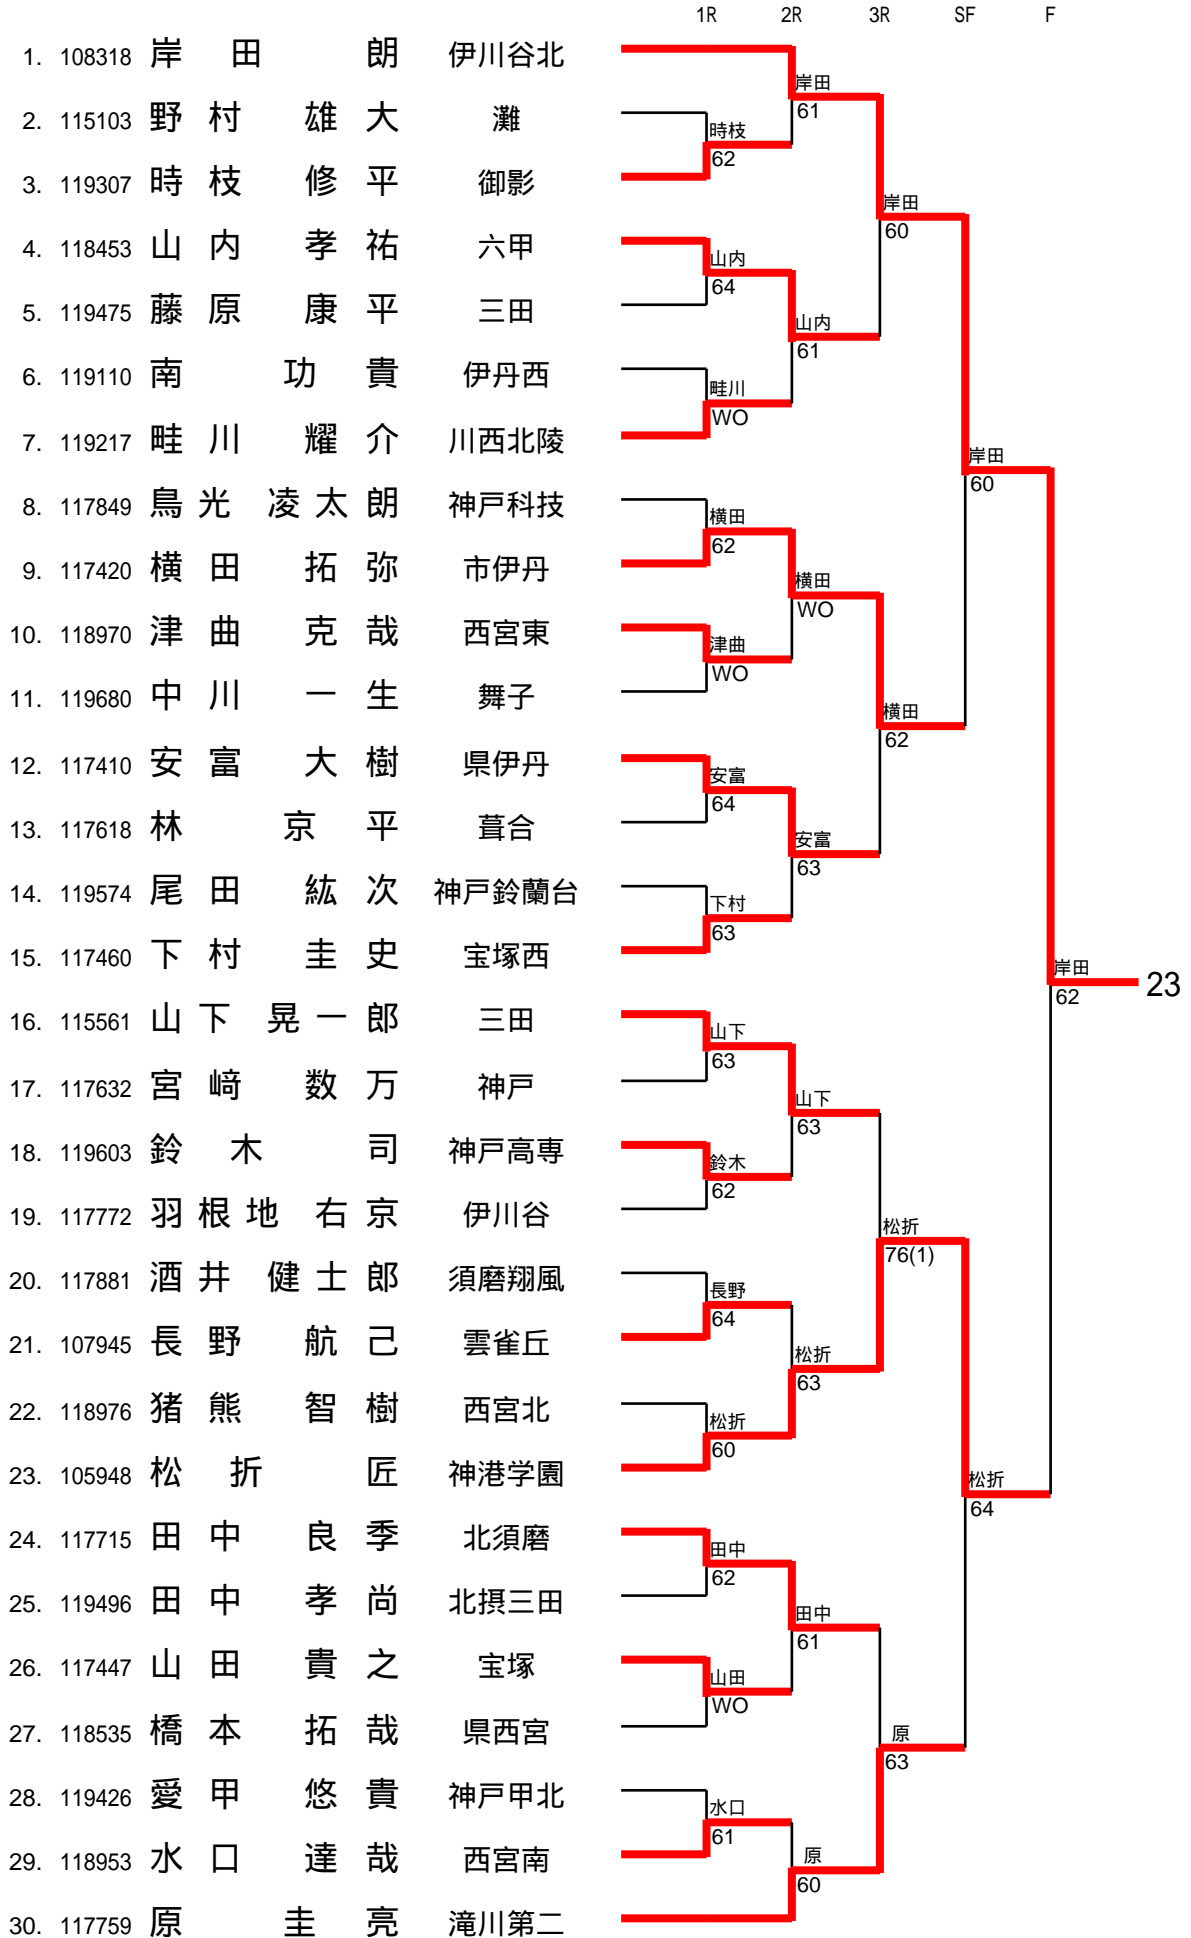 1R 2R 3R SF F
1. 108318 岸田 朗 伊川谷北
岸田
2. 115103 野村 雄大 灘
61
時枝
62
3. 119307 時枝 修平 御影
岸田
60
4. 118453 山内 孝祐 六甲
山内
64
5. 119475 藤原 康平 三田
山内
61
6. 119110 南 功貴 伊丹西
畦川
WO
7. 119217 畦川 耀介 川西北陵
岸田
60
8. 117849 鳥光 凌太朗 神戸科技
横田
62
9. 117420 横田 拓弥 市伊丹
横田
WO
10. 118970 津曲 克哉 西宮東
津曲
WO
11. 119680 中川 一生 舞子
横田
62
12. 117410 安富 大樹 県伊丹
安富
64
13. 117618 林 京平 葺合
安富
63
14. 119574 尾田 紘次 神戸鈴蘭台
下村
63
15. 117460 下村 圭史 宝塚西
岸田
62
23
16. 115561 山下 晃一郎 三田
山下
63
17. 117632 宮﨑 数万 神戸
山下
63
18. 119603 鈴木 司 神戸高専
鈴木
62
19. 117772 羽根地 右京 伊川谷
松折
76(1)
20. 117881 酒井 健士郎 須磨翔風
長野
64
21. 107945 長野 航己 雲雀丘
松折
63
22. 118976 猪熊 智樹 西宮北
松折
60
23. 105948 松折 匠 神港学園
松折
64
24. 117715 田中 良季 北須磨
田中
62
25. 119496 田中 孝尚 北摂三田
田中
61
26. 117447 山田 貴之 宝塚
山田
WO
27. 118535 橋本 拓哉 県西宮
原
63
28. 119426 愛甲 悠貴 神戸甲北
水口
61
29. 118953 水口 達哉 西宮南
原
60
30. 117759 原 圭亮 滝川第二